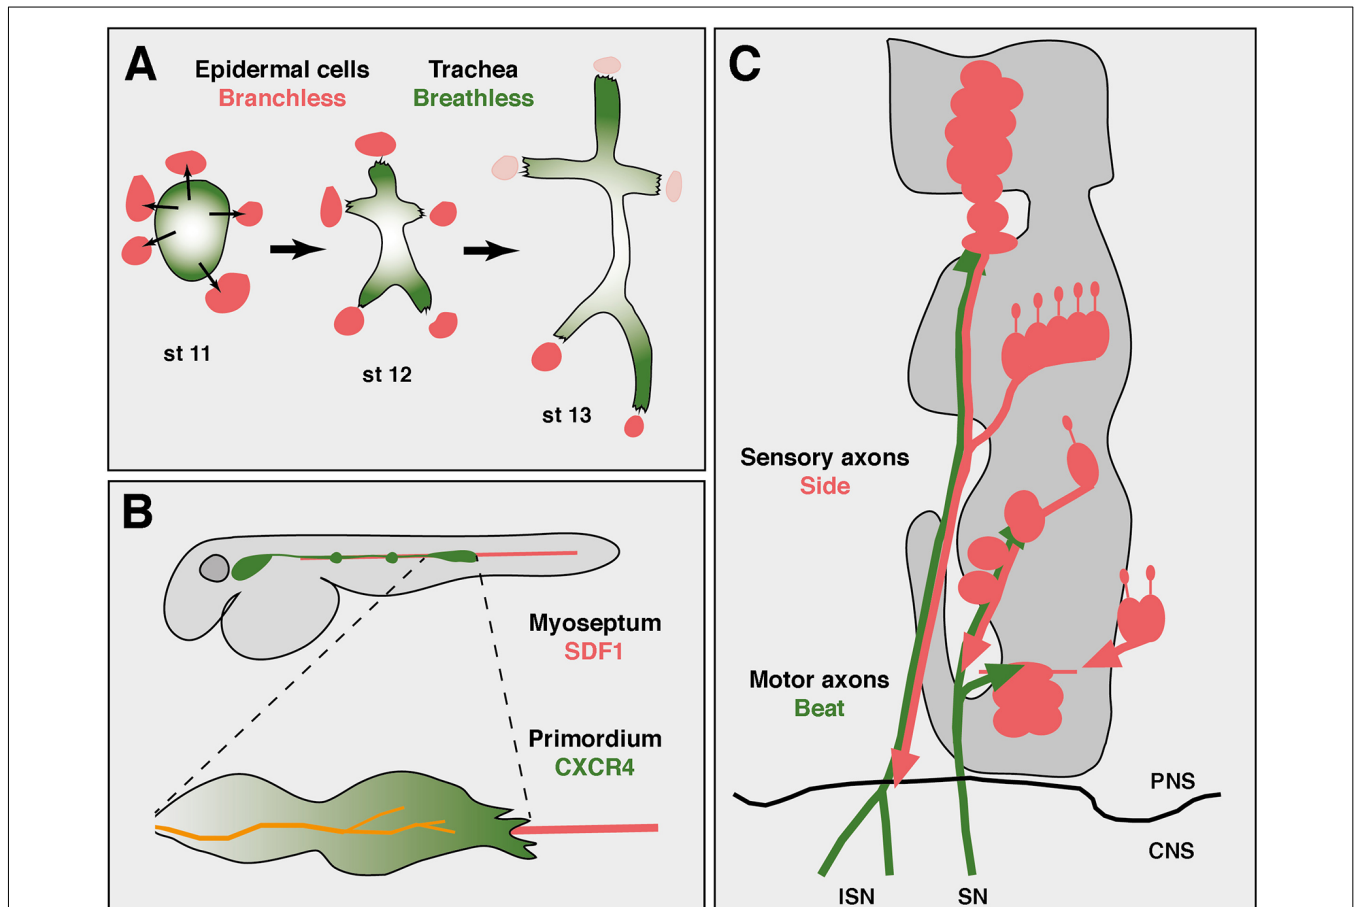 A
Epidermal cells
Branchless
Trachea
Breathless
st 11
st 12
st 13
B
Myoseptum
SDF1
Primordium
CXCR4
C
Sensory axons
Side
Motor axons
Beat
PNS
CNS
ISN
SN